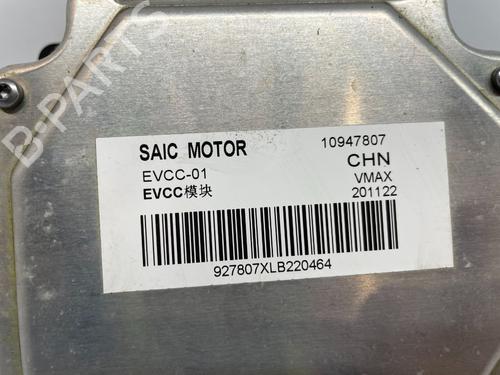 B-PARTS
SAIC MOTOR 10947807
EVCC-01 CHN
EVCC模块 VMAX
201122
927807XLB220464